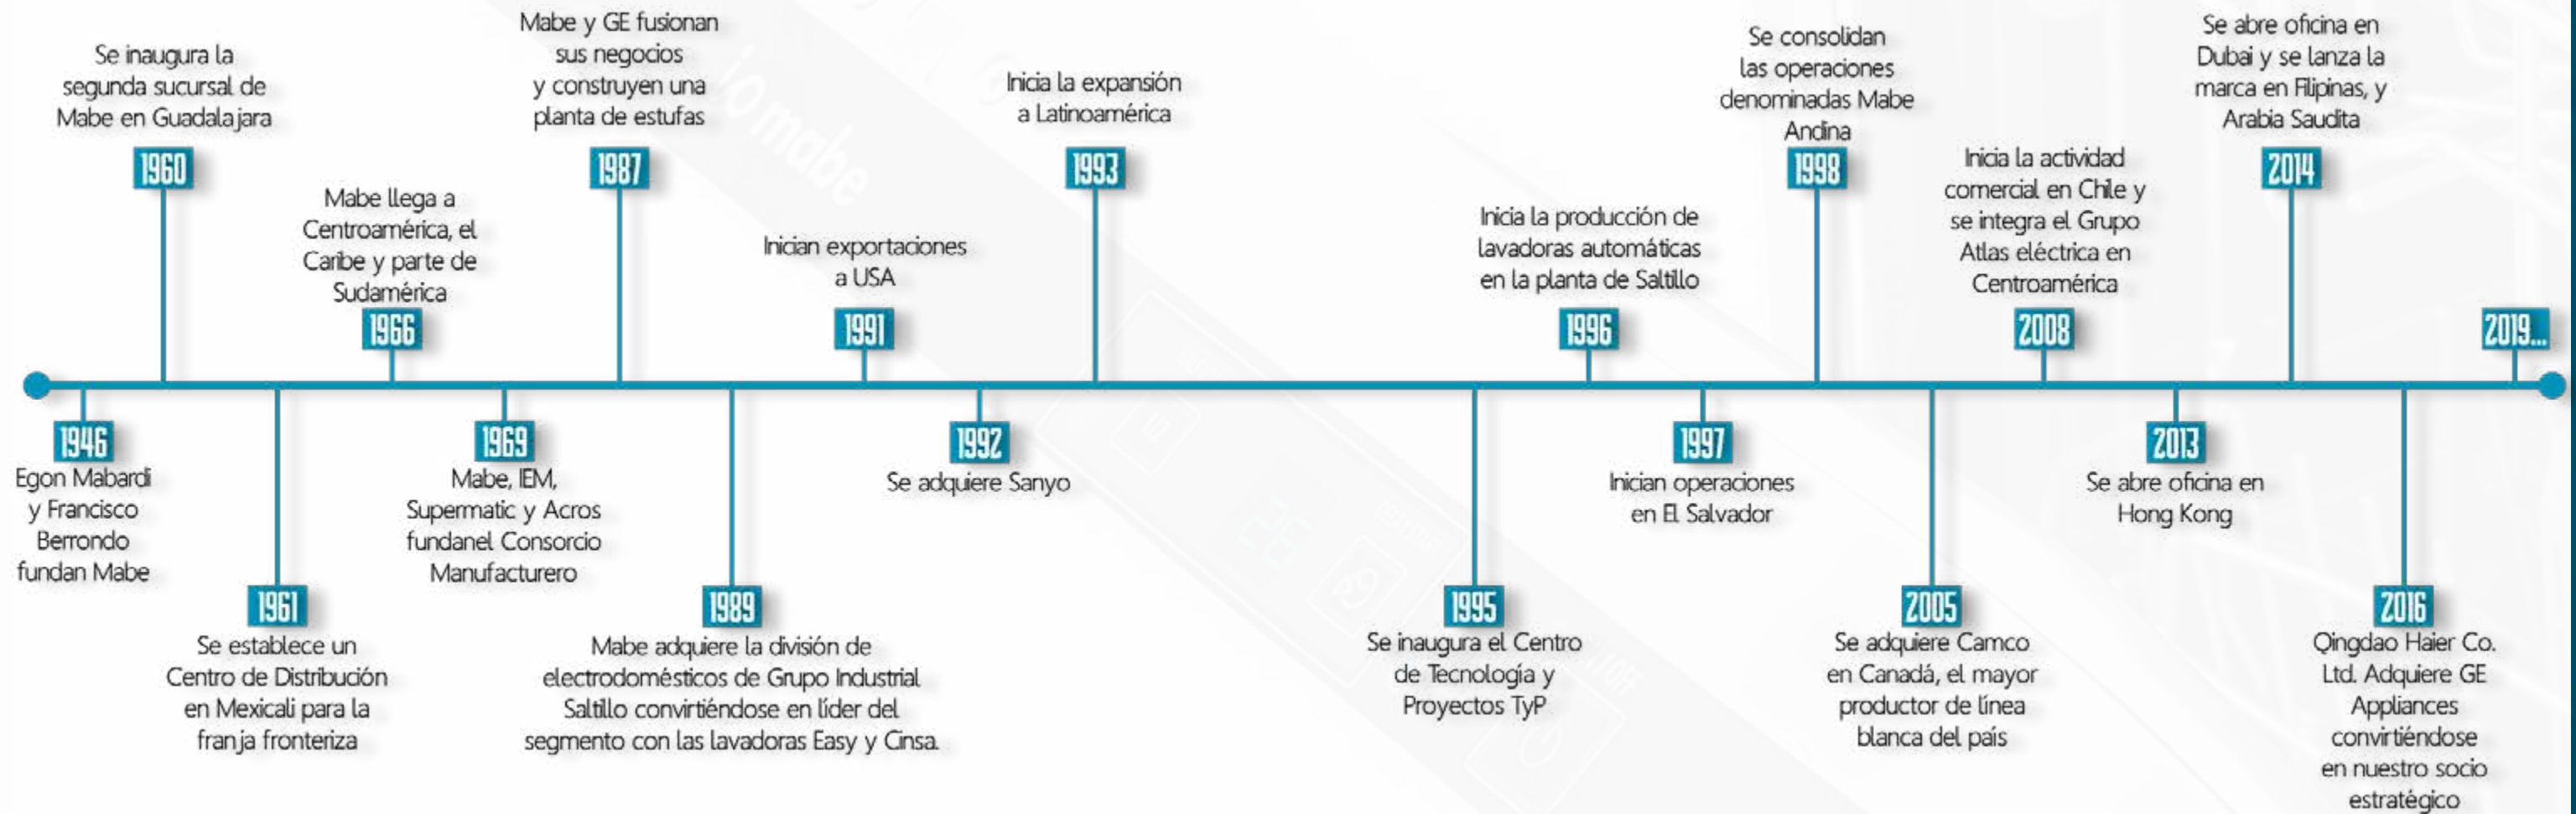 1946
Egon Mabardi
y Francisco
Berrondo
fundan Mabe
Se inaugura la
segunda sucursal de
Mabe en Guadalajara
1960
1961
Se establece un
Centro de Distribución
en Mexicali para la
franja fronteriza
Mabe llega a
Centroamérica, el
Caribe y parte de
Sudamérica
1966
1969
Mabe, IEM,
Supermatic y Acros
fundanel Consorcio
Manufacturero
Mabe y GE fusionan
sus negocios
y construyen una
planta de estufas
1987
1989
Mabe adquiere la división de
electrodomésticos de Grupo Industrial
Saltillo convirtiéndose en líder del
segmento con las lavadoras Easy y Cinsa.
Inician exportaciones
a USA
1991
1992
Se adquiere Sanyo
Inicia la expansión
a Latinoamérica
1993
1995
Se inaugura el Centro
de Tecnología y
Proyectos TyP
Inicia la producción de
lavadoras automáticas
en la planta de Saltillo
1996
1997
Inician operaciones
en El Salvador
Se consolidan
las operaciones
denominadas Mabe
Andina
1998
2005
Se adquiere Camco
en Canadá, el mayor
productor de línea
blanca del país
Inicia la actividad
comercial en Chile y
se integra el Grupo
Atlas eléctrica en
Centroamérica
2008
2013
Se abre oficina en
Hong Kong
Se abre oficina en
Dubai y se lanza la
marca en Filipinas, y
Arabia Saudita
2014
2016
Qingdao Haier Co.
Ltd. Adquiere GE
Appliances
convirtiéndose
en nuestro socio
estratégico
2019...
mabe